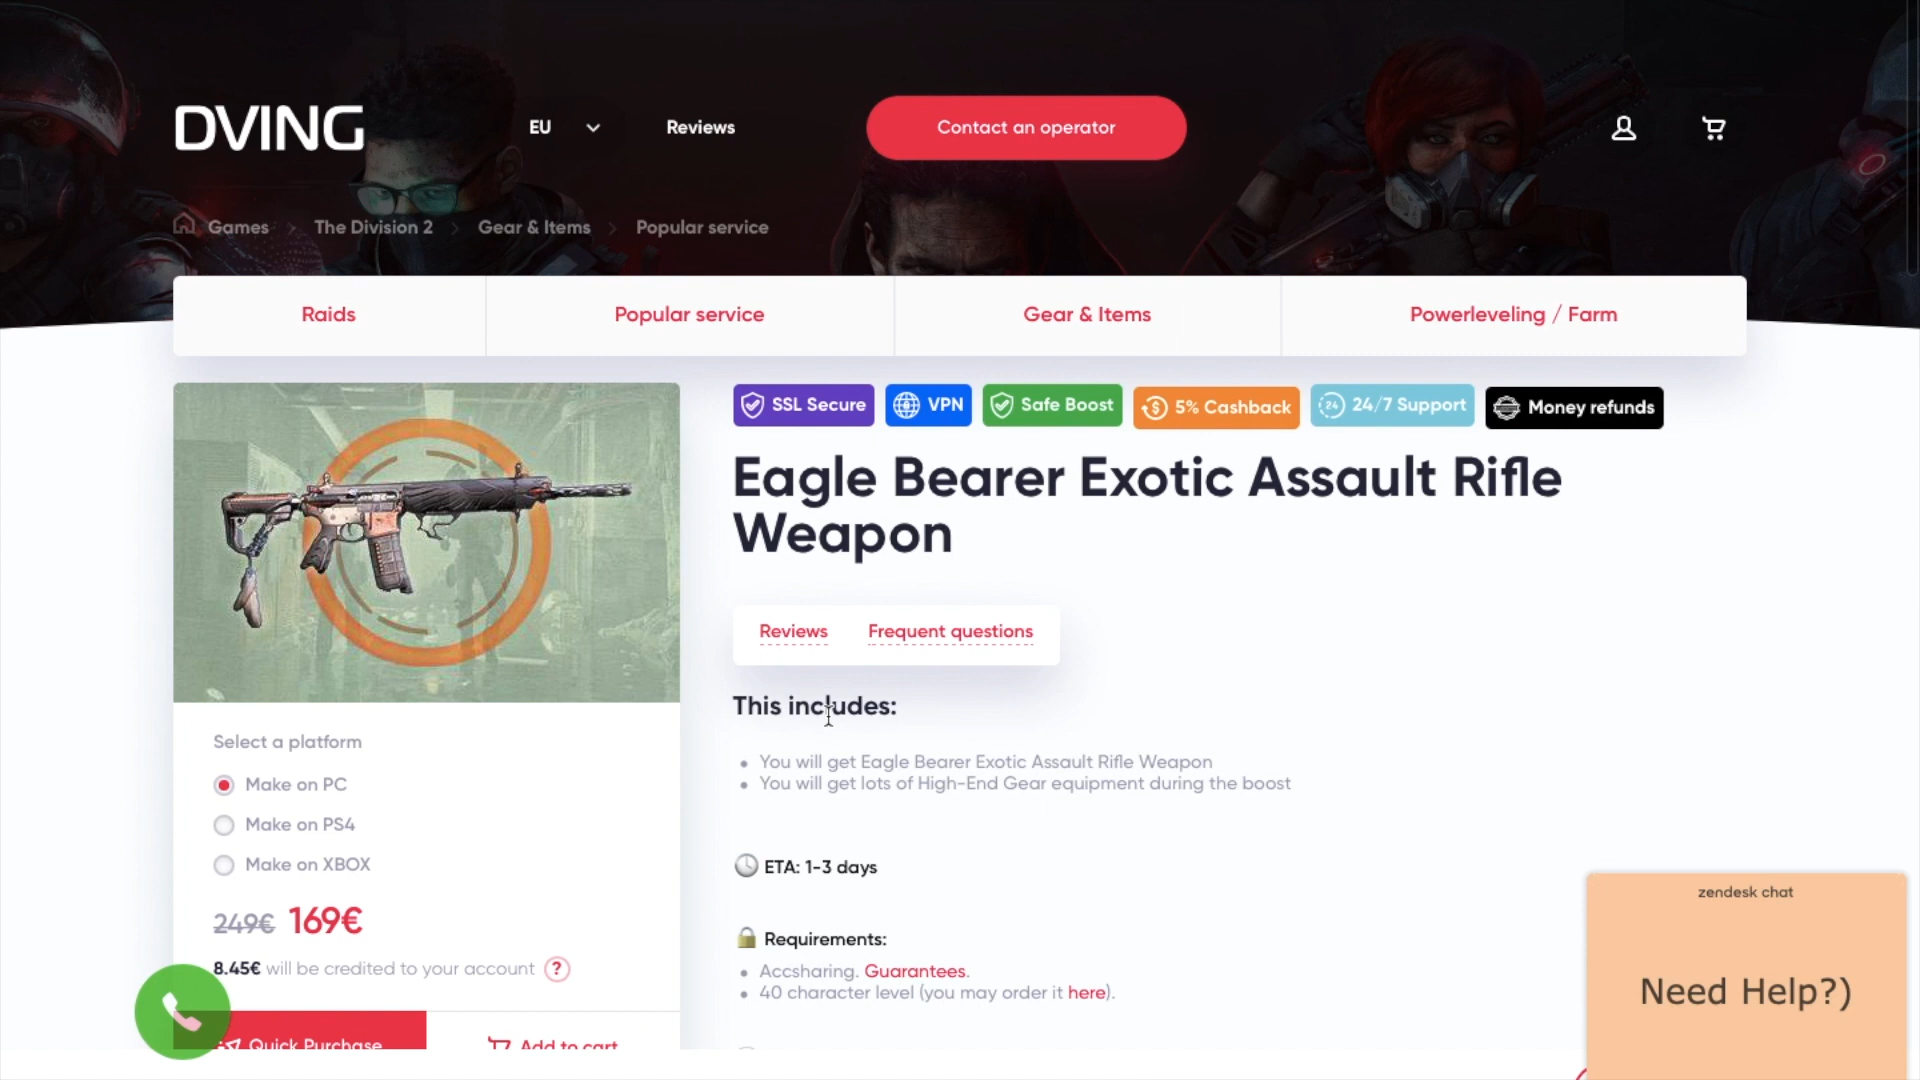 DVING
EU
Reviews
Contact an operator
Games
The Division 2
Gear & Items
Popular service
Raids
Popular service
Gear & Items
Powerleveling / Farm
SSL Secure
VPN
Safe Boost
5% Cashback
24/7 Support
Money refunds
Eagle Bearer Exotic Assault Rifle
Weapon
Reviews
Frequent questions
This includes:
• You will get Eagle Bearer Exotic Assault Rifle Weapon
• You will get lots of High-End Gear equipment during the boost
ETA: 1-3 days
Requirements:
• Accsharing. Guarantees.
• 40 character level (you may order it here).
Select a platform
Make on PC
Make on PS4
Make on XBOX
249€ 169€
8.45€ will be credited to your account ?
Quick Purchase
Add to cart
zendesk chat
Need Help?)